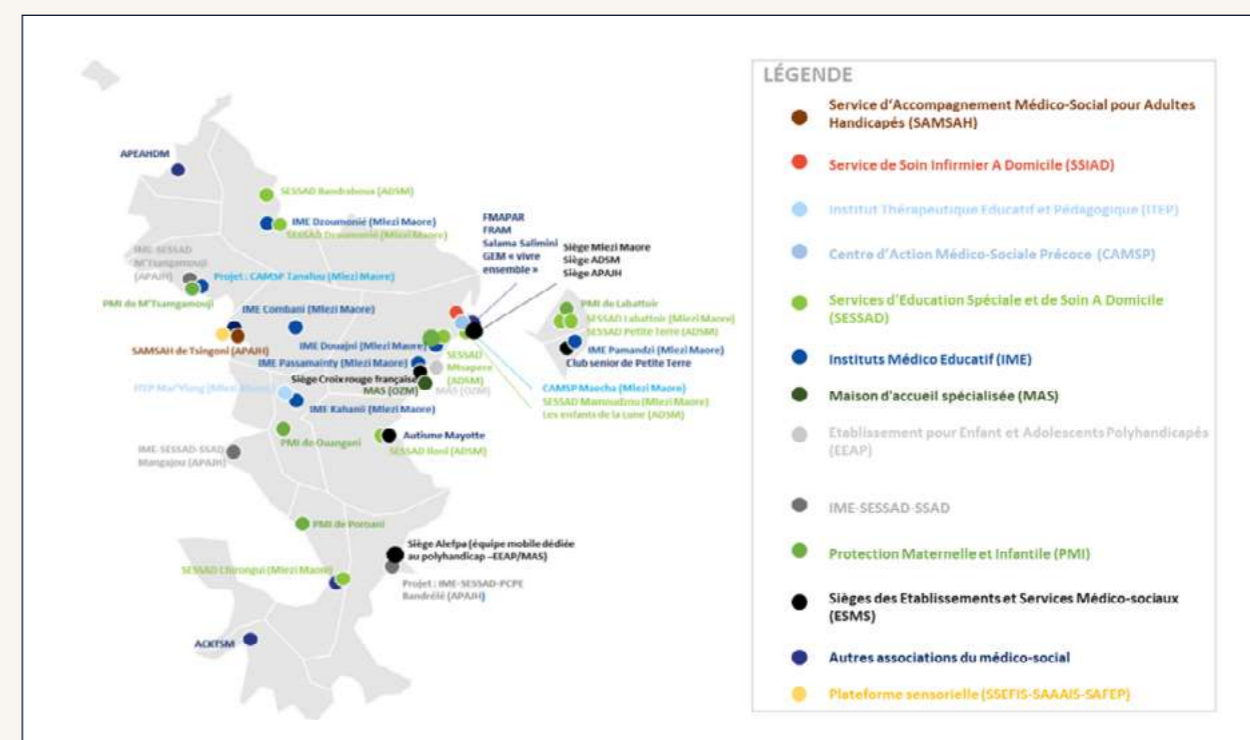 APEAHDM
SESSAD Bandraboua (ADSM)
IME Dzoumonié (Mlezi Maore)
SESSAD Dzoumonié (Mlezi Maore)
FMAPAR
FRAM
Salama Salimini
GEM « vivre
ensemble »
Siège Mlezi Maore
Siège ADSM
Siège APAJH
IME-SESSAD
M'Tsangamouji
(APAJH)
Projet : CAMSP (Mlezi Maore)
PMI de M'Tsamgamouji
IME Combani (Mlezi Maore)
SAMSAH de Tsingoni (APAJH)
IME Douajni (Mlezi Maore)
IME Passamainty (Mlezi Maore)
SESSAD
Mtsapere
(ADSM)
Siège Croix rouge française
MAS (OZM)
MAS (OZM)
PMI de Labattoir
SESSAD Labattoir (Mlezi Maore)
SESSAD Petite Terre (ADSM)
IME Pamandzi (Mlezi Maore)
Club senior de Petite Terre
CAMSP Maecha (Mlezi Maore)
SESSAD Mamoudzou (Mlezi Maore)
Les enfants de la Lune (ADSM)
ITEP Mar'Yang (Mlezi Maore)
IME Kahani (Mlezi Maore)
PMI de Ouangani
Autisme Mayotte
SESSAD Iloni (ADSM)
IME-SESSAD-SSAD
Mangajou (APAJH)
PMI de Poroani
Siège Alefpa (équipe mobile dédiée
au polyhandicap –EEAP/MAS)
SESSAD Chirongui (Mlezi Maore)
Projet : IME-SESSAD-PCPE
Bandrélé (APAJH)
ACKTSM
LÉGENDE
Service d'Accompagnement Médico-Social pour Adultes
Handicapés (SAMSAH)
Service de Soin Infirmier A Domicile (SSIAD)
Institut Thérapeutique Educatif et Pédagogique (ITEP)
Centre d'Action Médico-Sociale Précoce (CAMSP)
Services d'Education Spéciale et de Soin A Domicile
(SESSAD)
Instituts Médico Educatif (IME)
Maison d'accueil spécialisée (MAS)
Etablissement pour Enfant et Adolescents Polyhandicapés
(EEAP)
IME-SESSAD-SSAD
Protection Maternelle et Infantile (PMI)
Sièges des Etablissements et Services Médico-sociaux
(ESMS)
Autres associations du médico-social
Plateforme sensorielle (SSEFIS-SAAAIS-SAFEP)